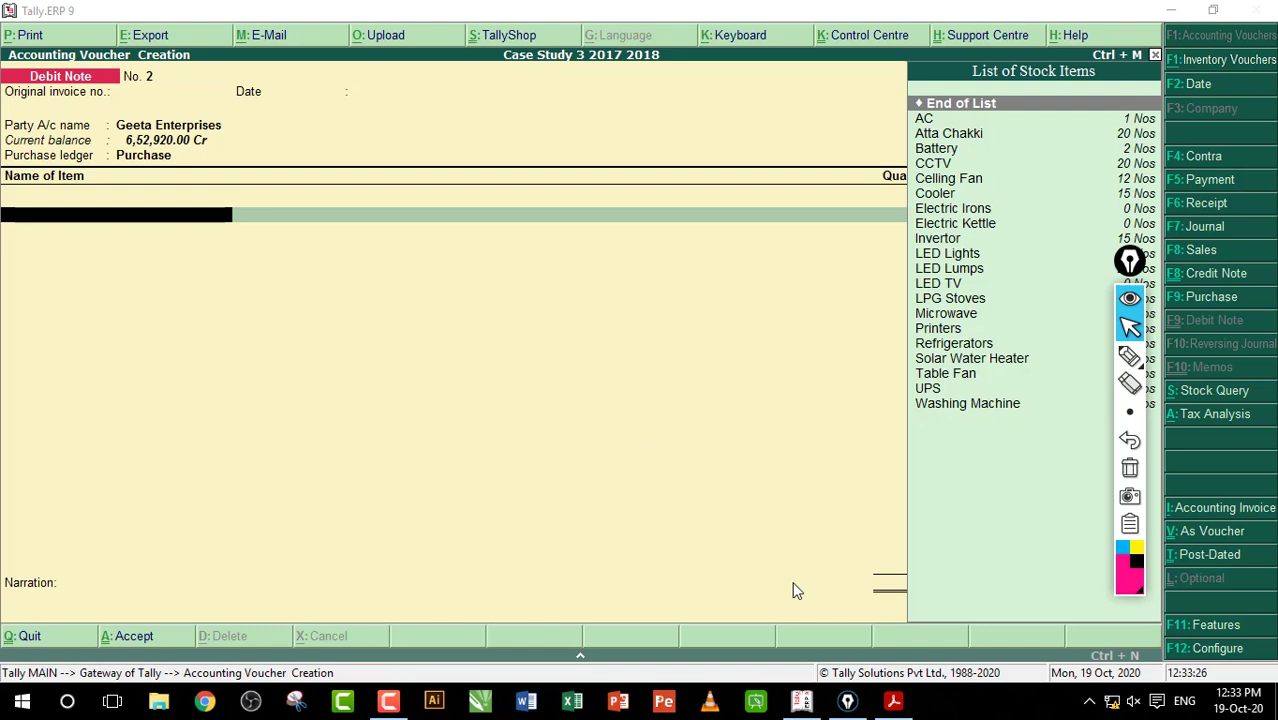 Tally.ERP 9
P: Print
E: Export
M: E-Mail
O: Upload
S: TallyShop
G: Language
K: Keyboard
K: Control Centre
H: Support Centre
H: Help
Accounting Voucher Creation
Case Study 3 2017 2018
Ctrl + M
Debit Note
No. 2
Original invoice no.:
Date :
Party A/c name : Geeta Enterprises
Current balance : 6,52,920.00 Cr
Purchase ledger : Purchase
Name of Item
Qua
Narration:
List of Stock Items
♦ End of List
AC 1 Nos
Atta Chakki 20 Nos
Battery 2 Nos
CCTV 20 Nos
Celling Fan 12 Nos
Cooler 15 Nos
Electric Irons 0 Nos
Electric Kettle 0 Nos
Invertor 15 Nos
LED Lights
LED Lumps
LED TV
LPG Stoves
Microwave
Printers
Refrigerators
Solar Water Heater
Table Fan
UPS
Washing Machine
F1: Accounting Vouchers
F1: Inventory Vouchers
F2: Date
F3: Company
F4: Contra
F5: Payment
F6: Receipt
F7: Journal
F8: Sales
F8: Credit Note
F9: Purchase
F9: Debit Note
F10: Reversing Journal
F10: Memos
S: Stock Query
A: Tax Analysis
I: Accounting Invoice
V: As Voucher
T: Post-Dated
L: Optional
F11: Features
F12: Configure
Q: Quit
A: Accept
D: Delete
X: Cancel
Ctrl + N
Tally MAIN --> Gateway of Tally --> Accounting Voucher Creation
© Tally Solutions Pvt Ltd., 1988-2020
Mon, 19 Oct, 2020
12:33:26
ENG
12:33 PM
19-Oct-20